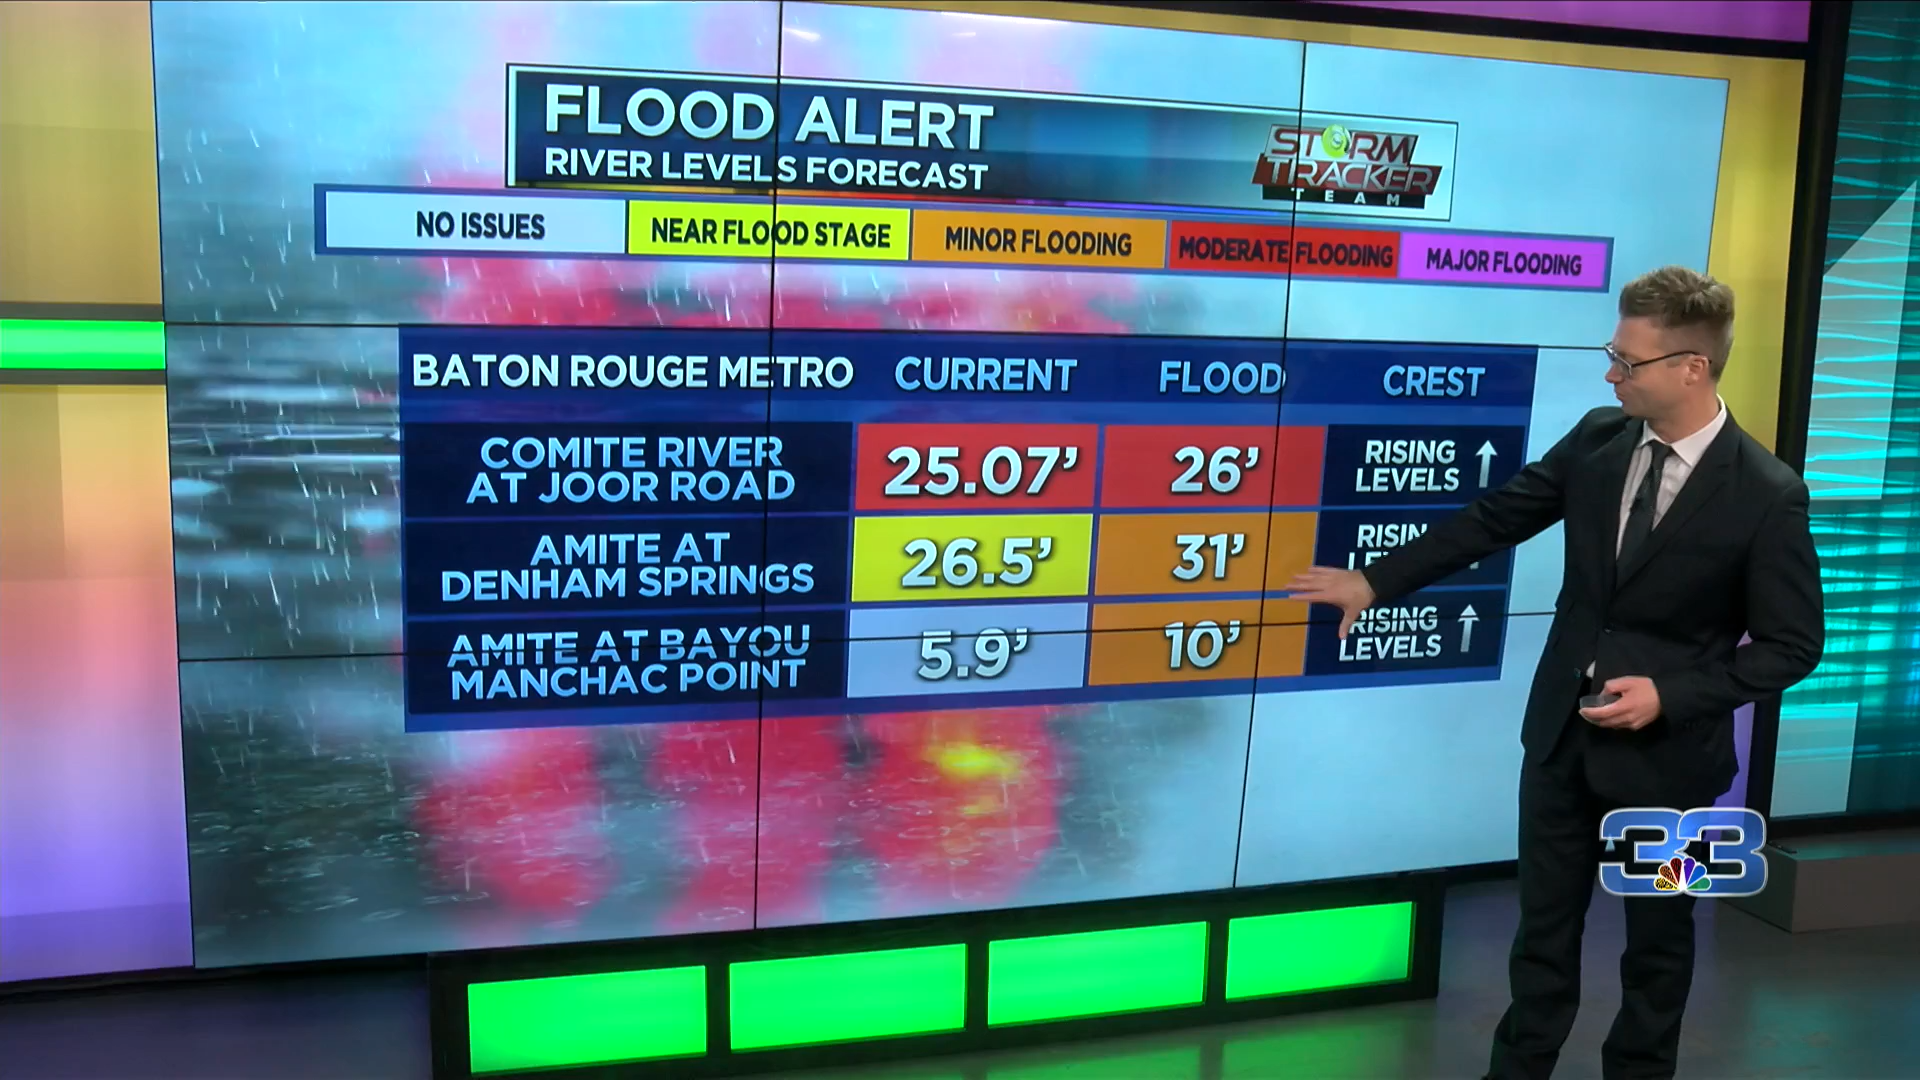 FLOOD ALERT
RIVER LEVELS FORECAST
STORM
TRACKER
TEAM
NO ISSUES
NEAR FLOOD STAGE
MINOR FLOODING
MODERATE FLOODING
MAJOR FLOODING
BATON ROUGE METRO
CURRENT
FLOOD
CREST
COMITE RIVER
AT JOOR ROAD
25.07’
26’
RISING
LEVELS
AMITE AT
DENHAM SPRINGS
26.5’
31’
AMITE AT BAYOU
MANCHAC POINT
5.9’
10’
RISING
LEVELS
33